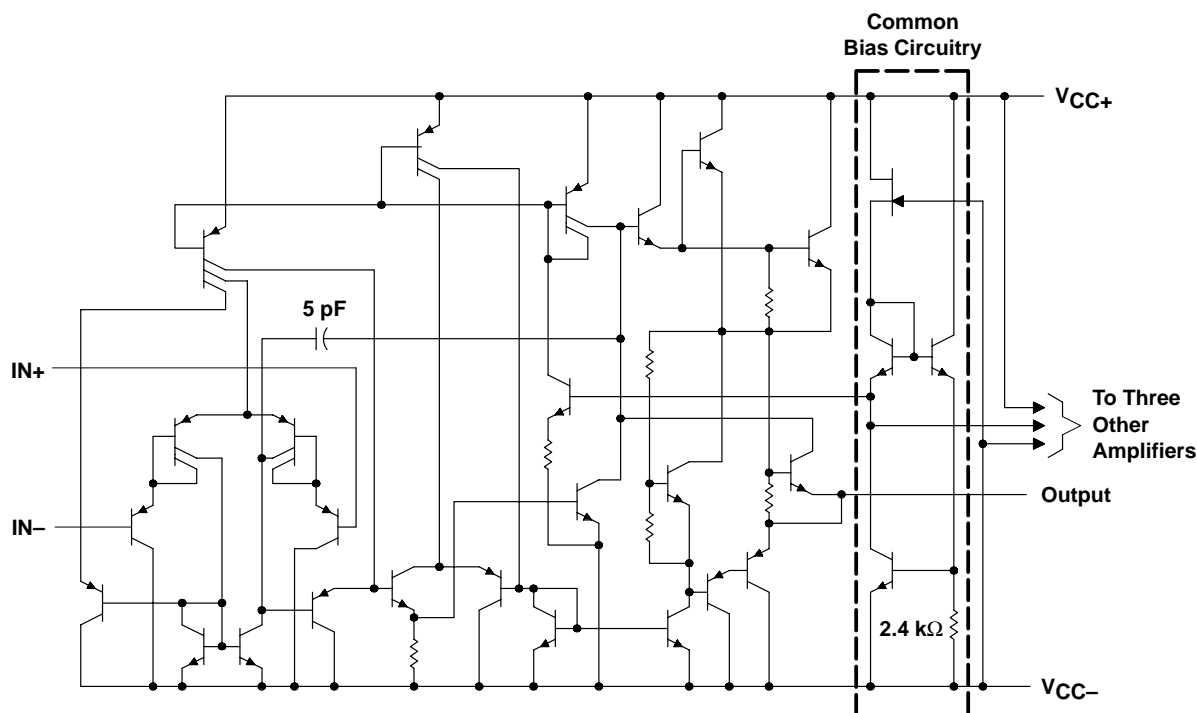 Common
Bias Circuitry
VCC+
5 pF
IN+
To Three
Other
Amplifiers
Output
IN–
2.4 kΩ
VCC–